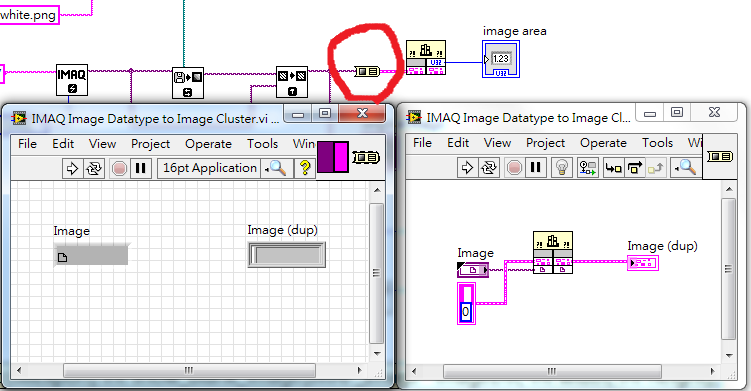 white.png
image area
?!
?!
U32
1.23
U32
IMAQ
IMAQ Image Datatype to Image Cluster.vi ...
File Edit View Project Operate Tools Win
16pt Application
?
Image
Image (dup)
IMAQ Image Datatype to Image Cl...
File Edit View Project Operate Tools Wi
?! ?!
Image
Image (dup)
0